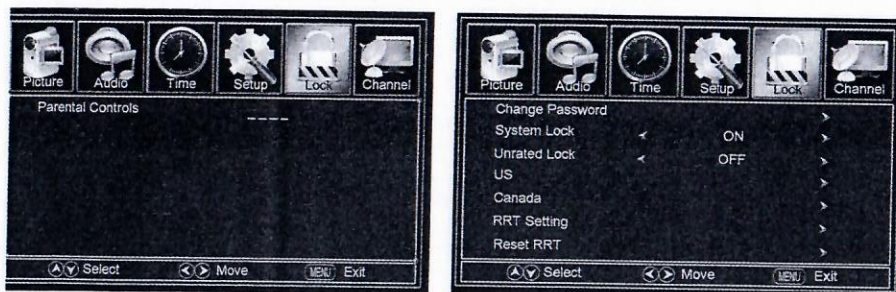 Picture Audio Time Setup Lock Channel
Parental Controls
_ _ _ _
Select Move MENU Exit
Picture Audio Time Setup Lock Channel
Change Password
System Lock ON
Unrated Lock OFF
US
Canada
RRT Setting
Reset RRT
Select Move MENU Exit